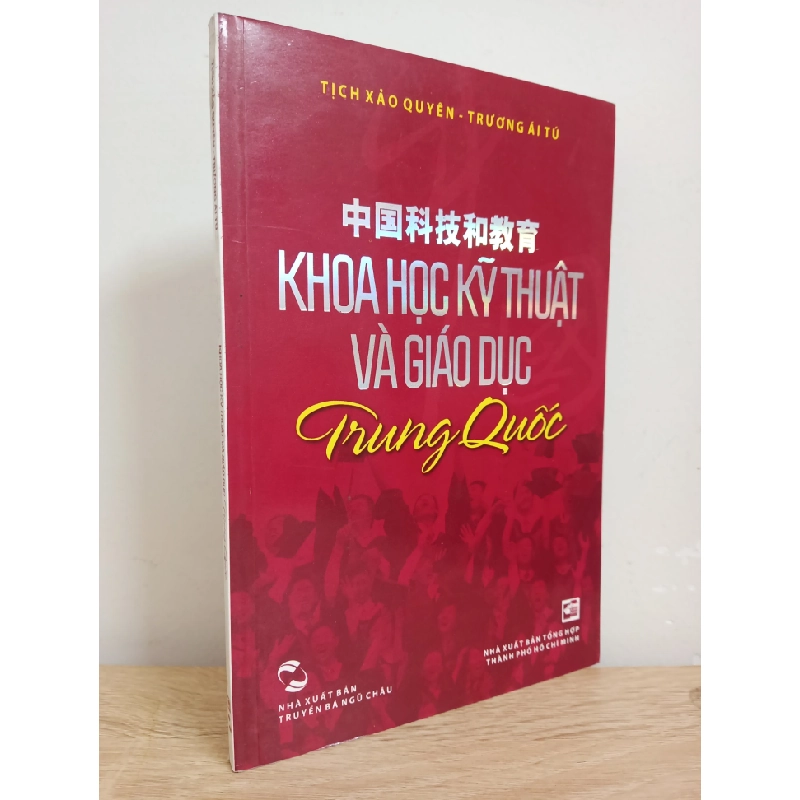 TỊCH XẢO QUYÊN - TRƯƠNG ÁI TÚ
中国科技和教育
KHOA HỌC KỸ THUẬT
VÀ GIÁO DỤC
Trung Quốc
NHÀ XUẤT BẢN
TRUYỀN BÁ NGŨ CHÂU
NHÀ XUẤT BẢN TỔNG HỢP
THÀNH PHỐ HỒ CHÍ MINH